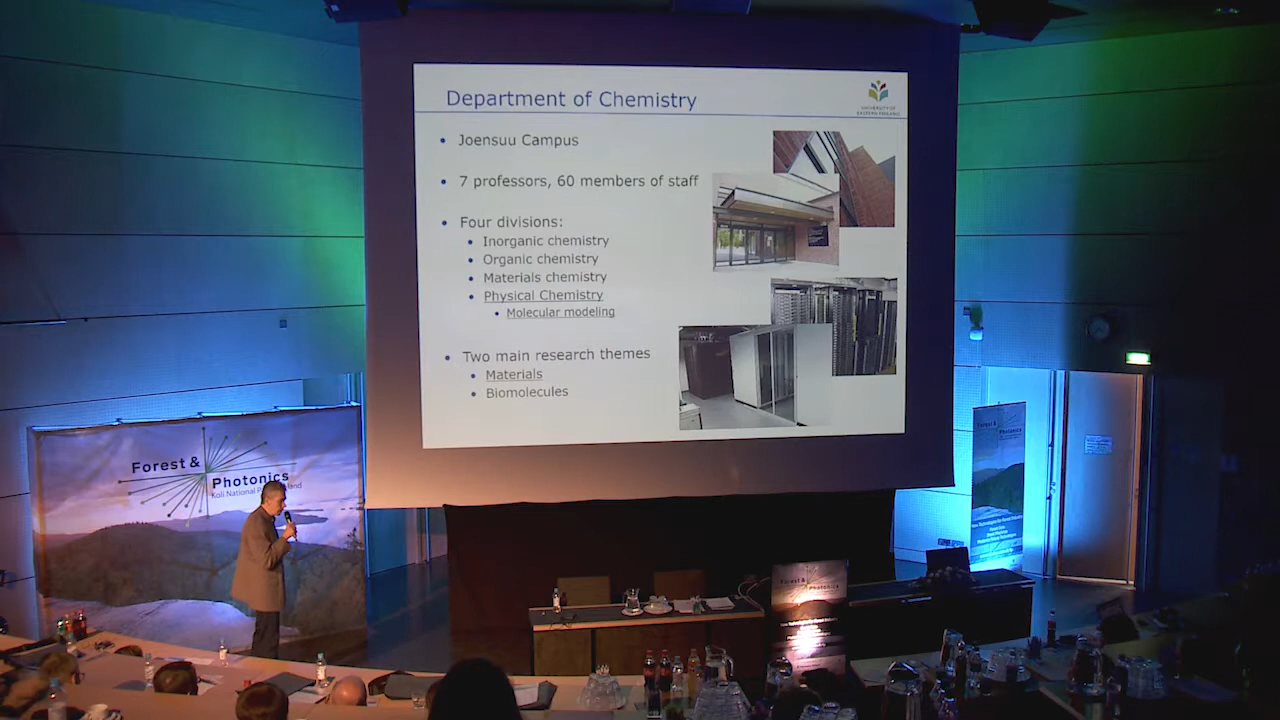 Department of Chemistry
UNIVERSITY OF
EASTERN FINLAND
• Joensuu Campus
• 7 professors, 60 members of staff
• Four divisions:
• Inorganic chemistry
• Organic chemistry
• Materials chemistry
• Physical Chemistry
• Molecular modeling
• Two main research themes
• Materials
• Biomolecules
Forest &
Photonics
Koli National
Forest &
Photonics
Forest &
Photonics